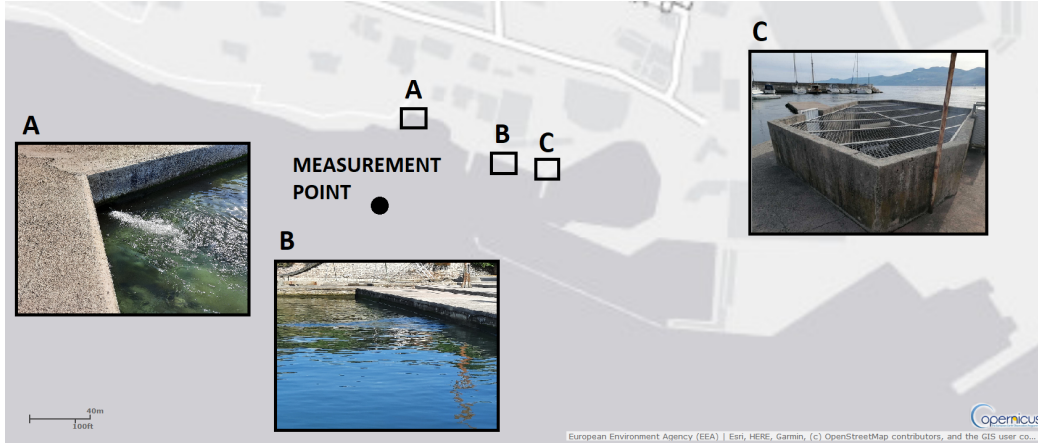 C
A
A
B
C
MEASUREMENT
POINT
B
40m
100ft
opernicus
European Environment Agency (EEA) | Esri, HERE, Garmin, (c) OpenStreetMap contributors, and the GIS user co...